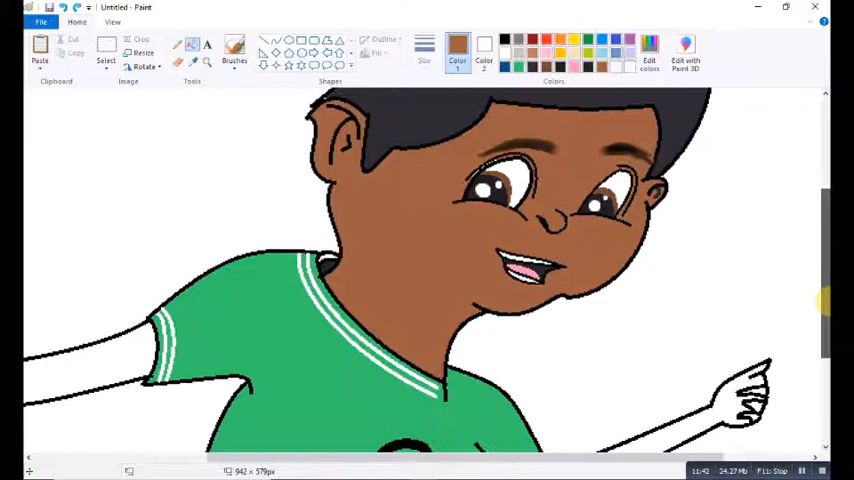 Untitled - Paint
File Home View
Paste
Cut
Copy
Clipboard
Select
Crop
Resize
Rotate
Image
A
Tools
Brushes
Outline
Fill
Shapes
Size
Color 1
Color 2
Edit colors
Colors
Edit with Paint 3D
942 × 579px
11:42 24.27Mb F11: Stop